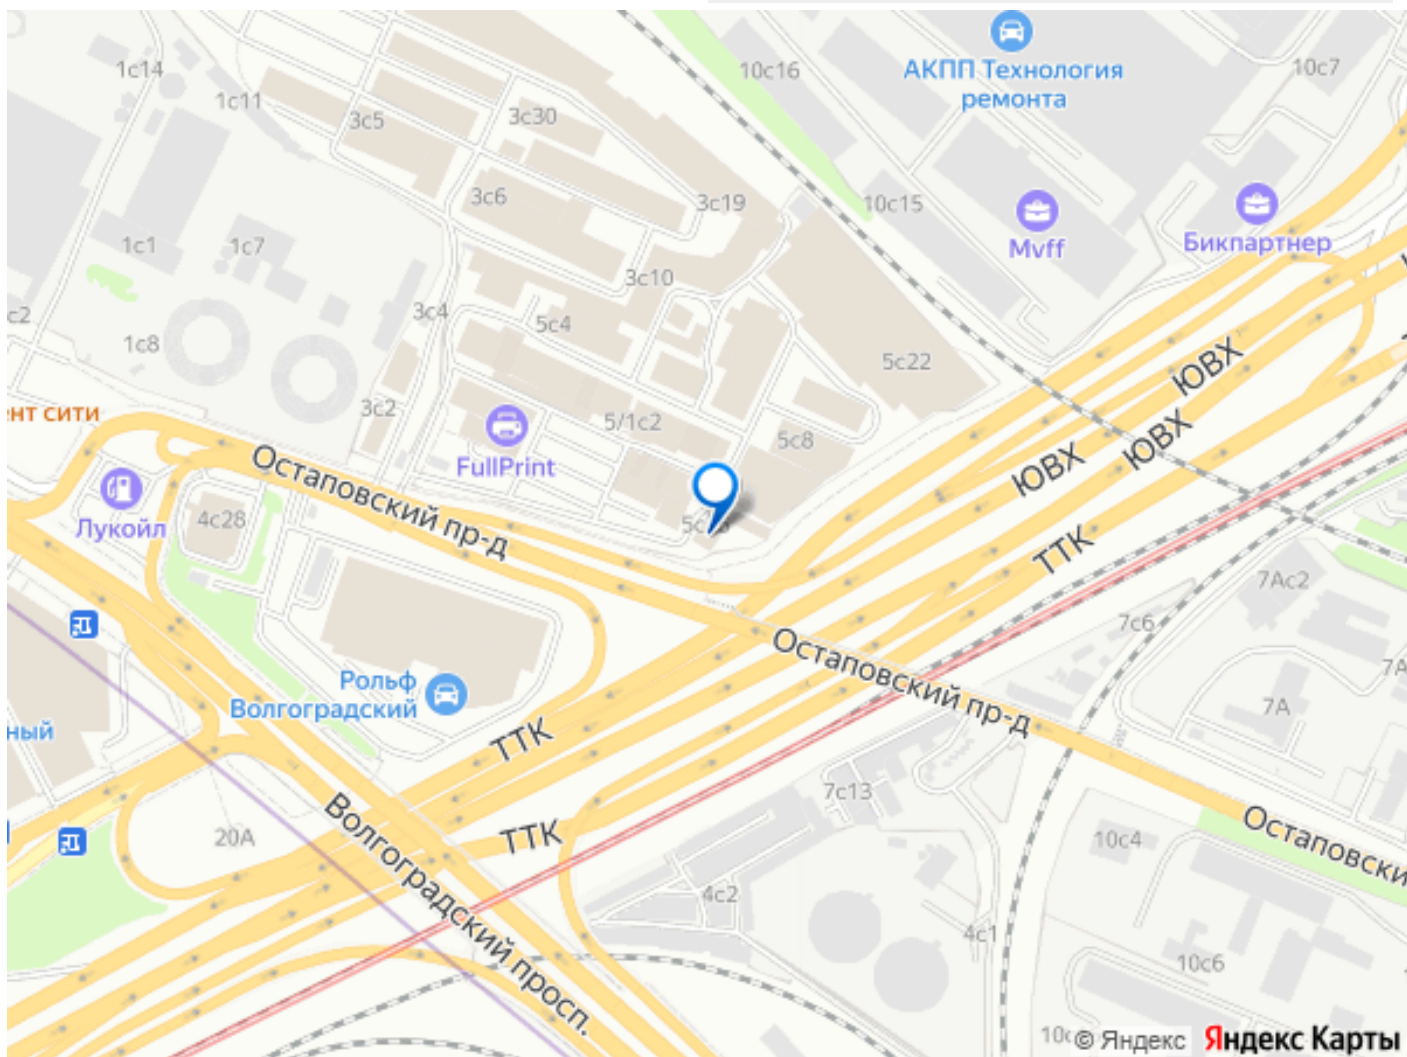 1с14
1с11
3с5
3с30
10с16
АКПП Технология
ремонта
10с7
3с6
3с19
10с15
Mvff
Бикпартнер
1с1
1с7
3с10
3с4
5с4
с2
1с8
5с22
ЮВХ
ЮВХ
ЮВХ
нт сити
3с2
FullPrint
5/1с2
5с8
Остаповский пр-д
Лукойл
4с28
ТТК
7Ас2
7с6
Остаповский пр-д
Рольф
Волгоградский
7А
7А
ный
ТТК
Волгоградский просп.
7с13
20А
ТТК
10с4
Остаповски
4с2
4с1
10с6
© Яндекс
Яндекс Карты